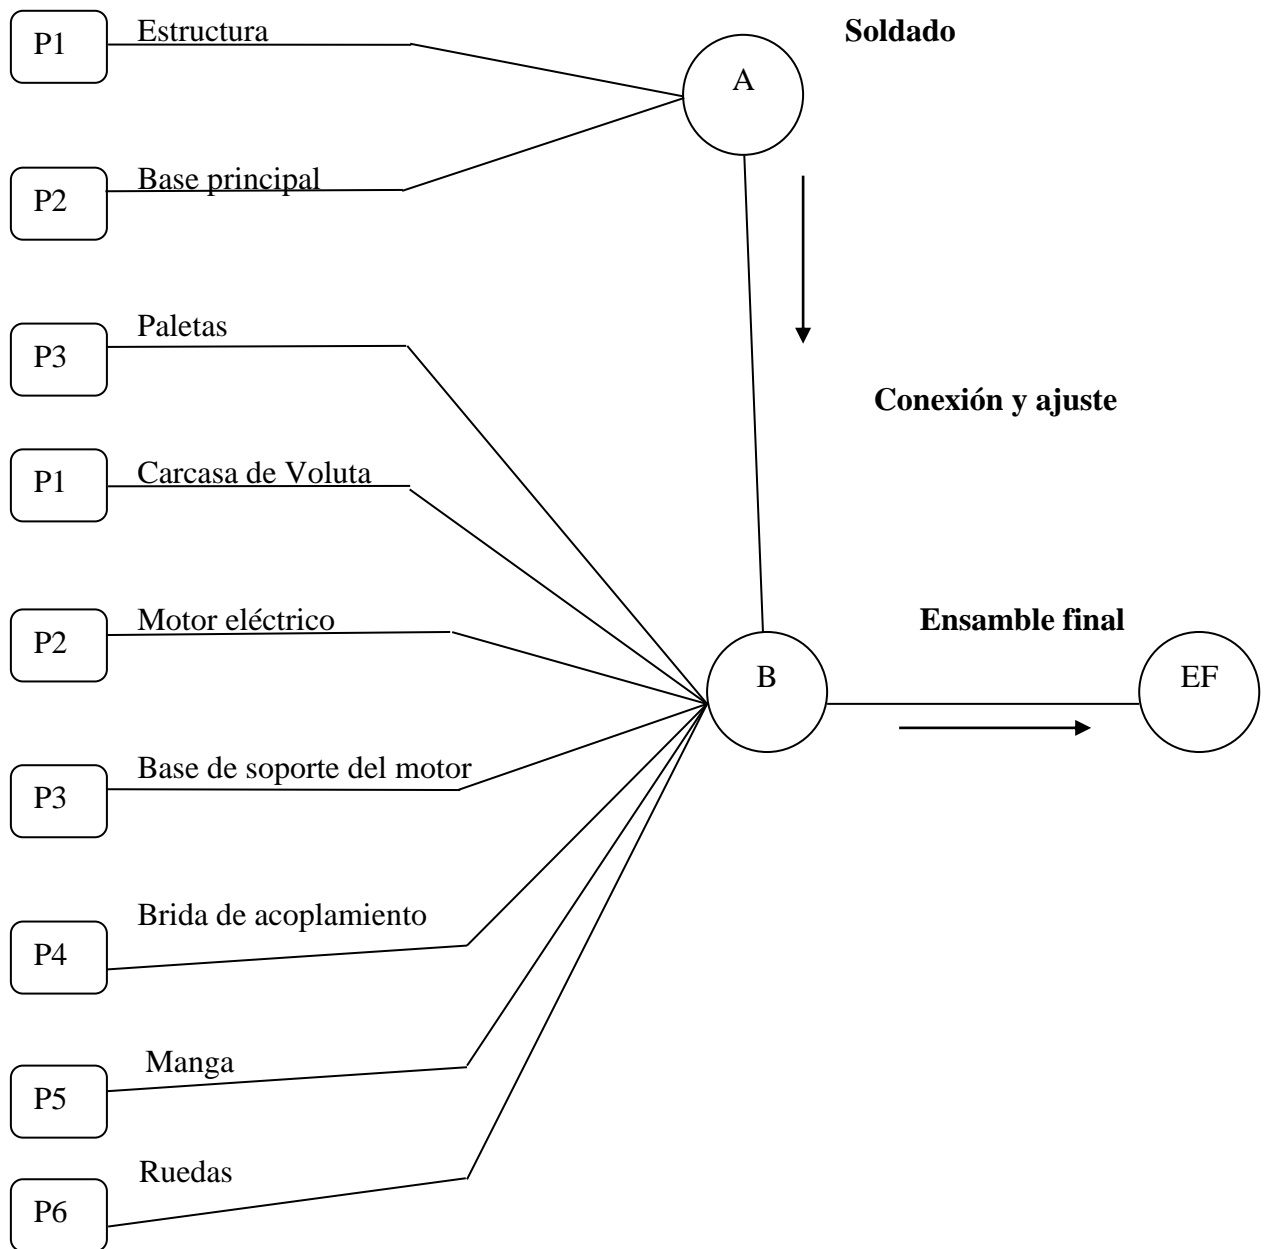 P1 Estructura
Soldado
A
P2 Base principal
P3 Paletas
Conexión y ajuste
P1 Carcasa de Voluta
P2 Motor eléctrico
Ensamble final
B
EF
P3 Base de soporte del motor
P4 Brida de acoplamiento
P5 Manga
P6 Ruedas